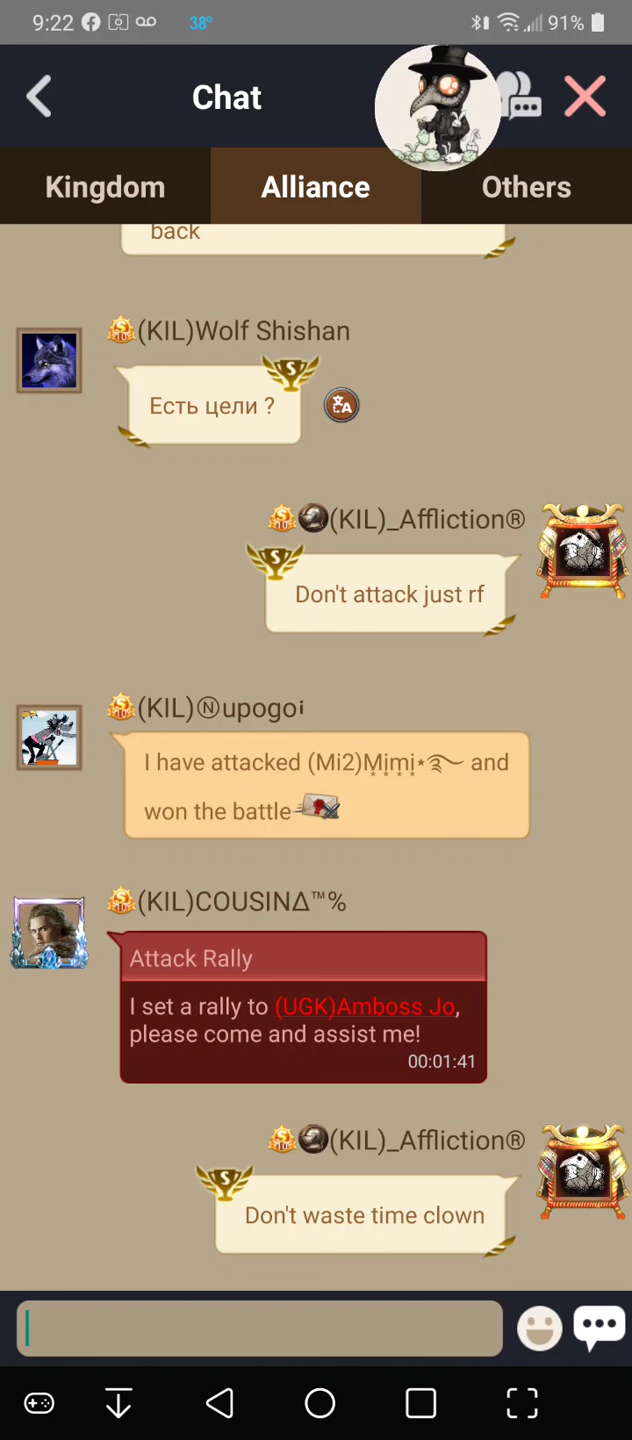 9:22
38°
91%
Chat
Kingdom
Alliance
Others
back
(KIL)Wolf Shishan
Есть цели ?
(KIL)_Affliction®
Don't attack just rf
(KIL)Ⓝupogoi
I have attacked (Mi2)M͙i͙m͙i͙⋆࿐ and
won the battle
(KIL)COUSINΔ™%
Attack Rally
I set a rally to (UGK)Amboss Jo,
please come and assist me!
00:01:41
(KIL)_Affliction®
Don't waste time clown